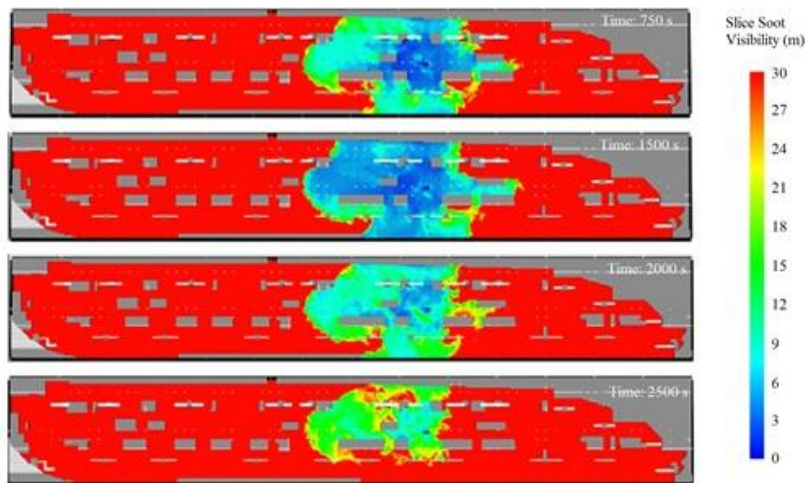 Time: 750 s
Slice Soot
Visibility (m)
30
27
24
21
18
15
12
9
6
3
0
Time: 1500 s
Time: 2000 s
Time: 2500 s